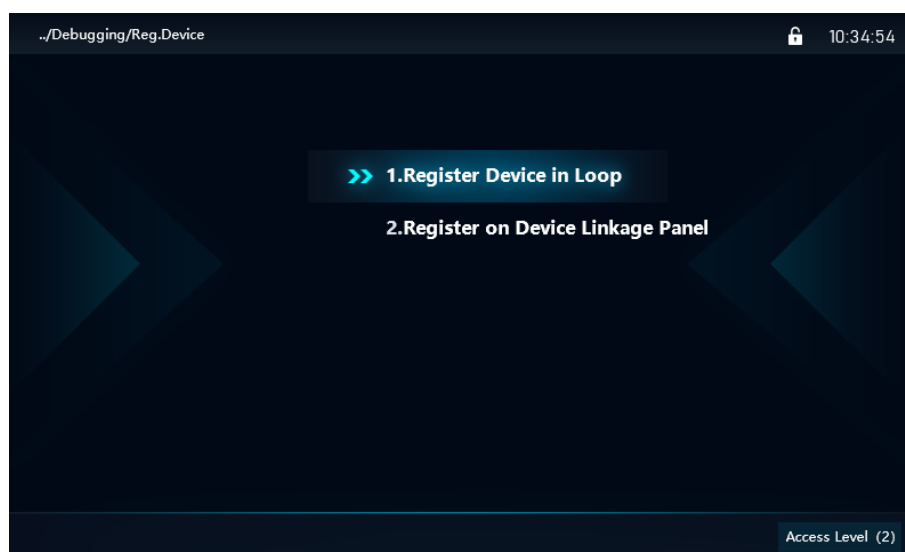 ../Debugging/Reg.Device
10:34:54
1.Register Device in Loop
2.Register on Device Linkage Panel
Access Level (2)